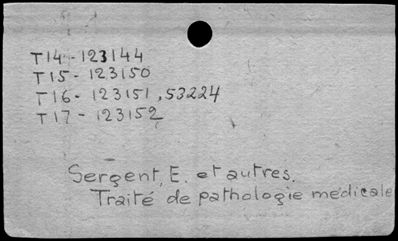 T14-123144
T15-123150
T16-123151,53224
T17-123152
Sergent, E. et autres.
Traité de pathologie médicale